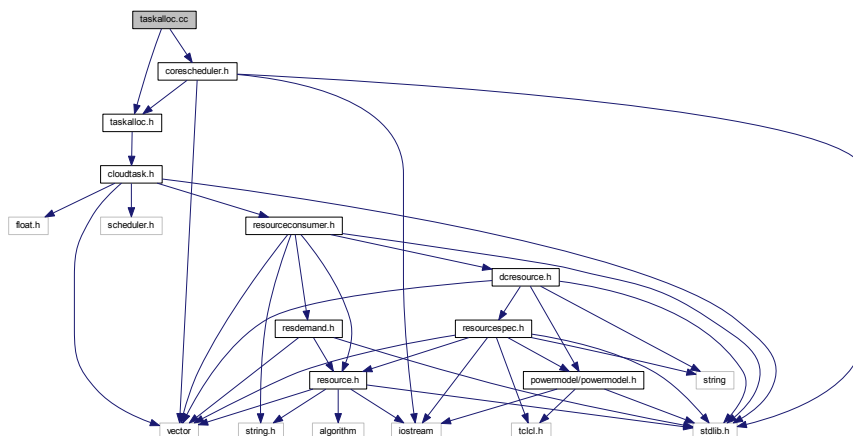 taskalloc.cc
corescheduler.h
taskalloc.h
cloudtask.h
float.h
scheduler.h
resourceconsumer.h
dcresource.h
resdemand.h
resourcespec.h
resource.h
powermodel/powermodel.h
string
vector
string.h
algorithm
iostream
tclcl.h
stdlib.h